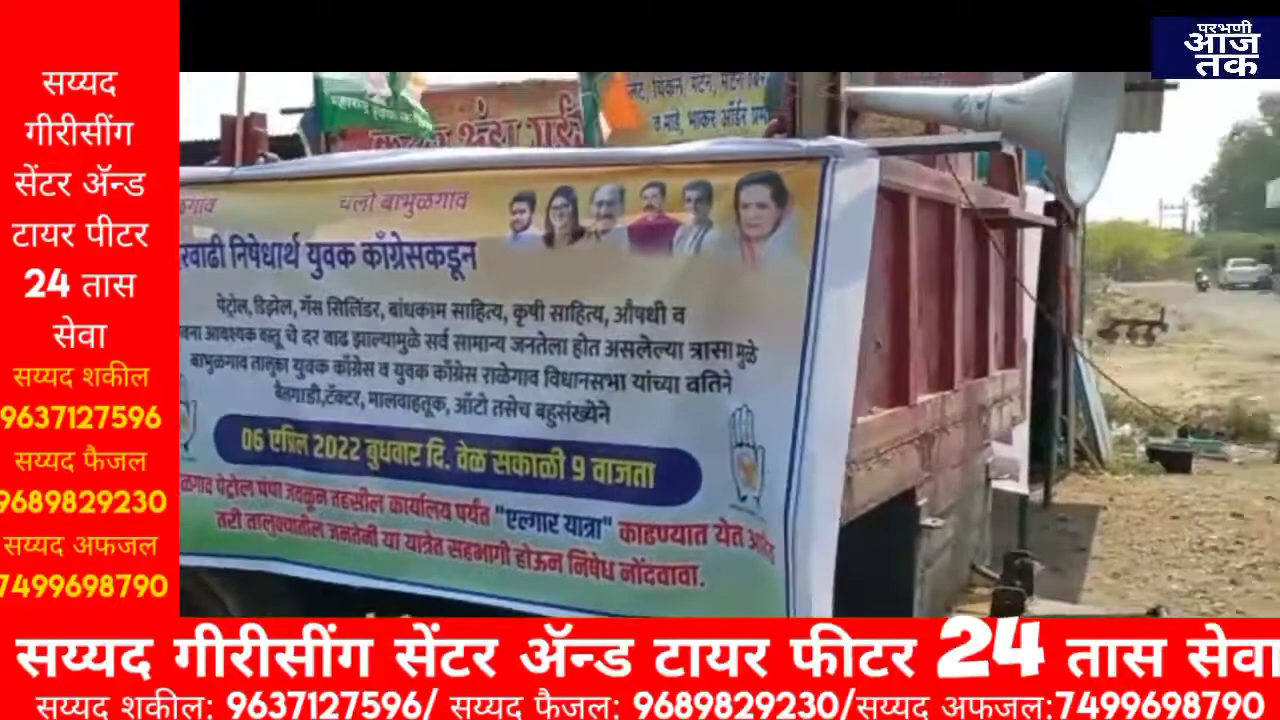 सय्यद
गीरीसींग
सेंटर ॲन्ड
टायर पीटर
24 तास
सेवा
सय्यद शकील
9637127596
सय्यद फैजल
9689829230
सय्यद अफजल
7499698790
परभणी
आज
तक
चलो बाभुळगाव
निषेधार्थ युवक काँग्रेसकडून
पेट्रोल, डिझेल, गॅस सिलिंडर, बांधकाम साहित्य, कृषी साहित्य, औषधी व
आवश्यक वस्तू चे दर वाढ झाल्यामुळे सर्व सामान्य जनतेला होत असलेल्या त्रासा मुळे
बाभुळगाव तालुका युवक काँग्रेस व युवक काँग्रेस राळेगाव विधानसभा यांच्या वतिने
बैलगाडी,टॅक्टर, मालवाहतूक, ऑटो तसेच बहुसंख्येने
06 एप्रिल 2022 बुधवार दि. वेळ सकाळी 9 वाजता
पेट्रोल पंपा जवळून तहसील कार्यालय पर्यंत "एल्गार यात्रा" काढण्यात येत आहे
तरी तालुक्यातील जनतेनी या यात्रेत सहभागी होऊन निषेध नोंदवावा.
सय्यद गीरीसींग सेंटर ॲन्ड टायर फीटर 24 तास सेवा
सय्यद शकील: 9637127596/ सय्यद फैजल: 9689829230/सय्यद अफजल:7499698790